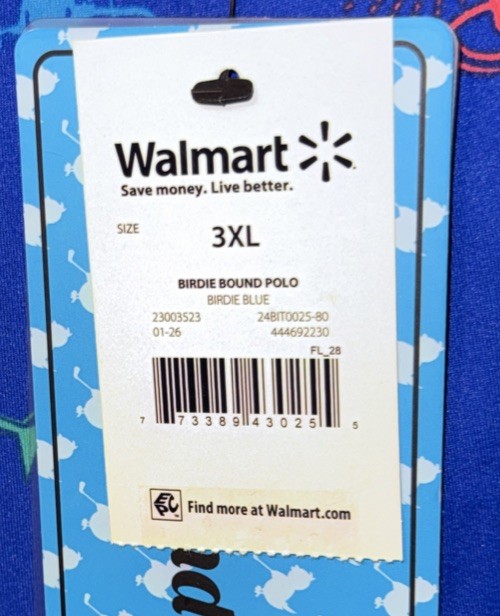 Walmart
Save money. Live better.
SIZE
3XL
BIRDIE BOUND POLO
BIRDIE BLUE
23003523 24BIT0025-80
01-26 444692230
FL_28
7 73389 43025 5
EPC
Find more at Walmart.com